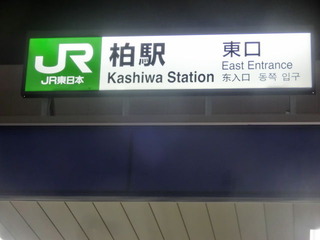 JR
JR東日本
柏駅
Kashiwa Station
東口
East Entrance
东入口 동쪽 입구